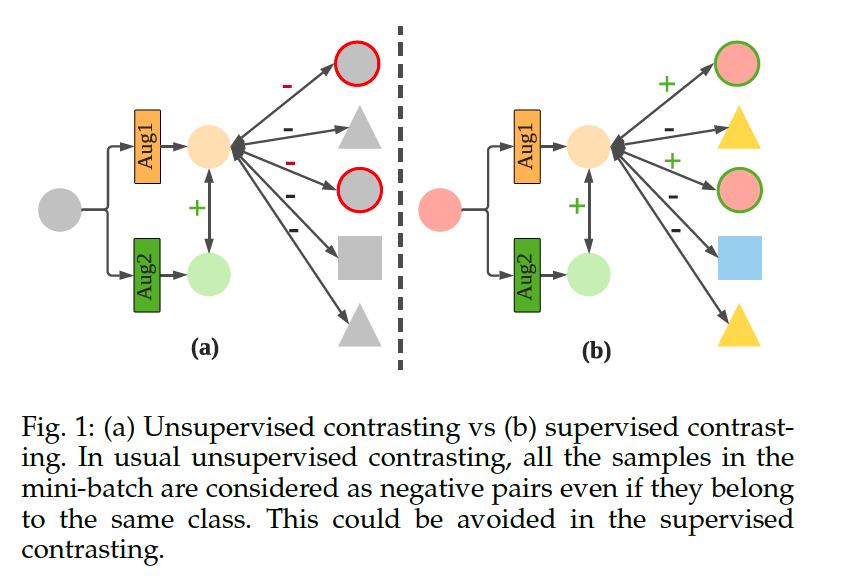 Aug1
Aug2
+
-
-
-
-
-
(a)
Aug1
Aug2
+
+
-
+
-
-
(b)
Fig. 1: (a) Unsupervised contrasting vs (b) supervised contrast-
ing. In usual unsupervised contrasting, all the samples in the
mini-batch are considered as negative pairs even if they belong
to the same class. This could be avoided in the supervised
contrasting.